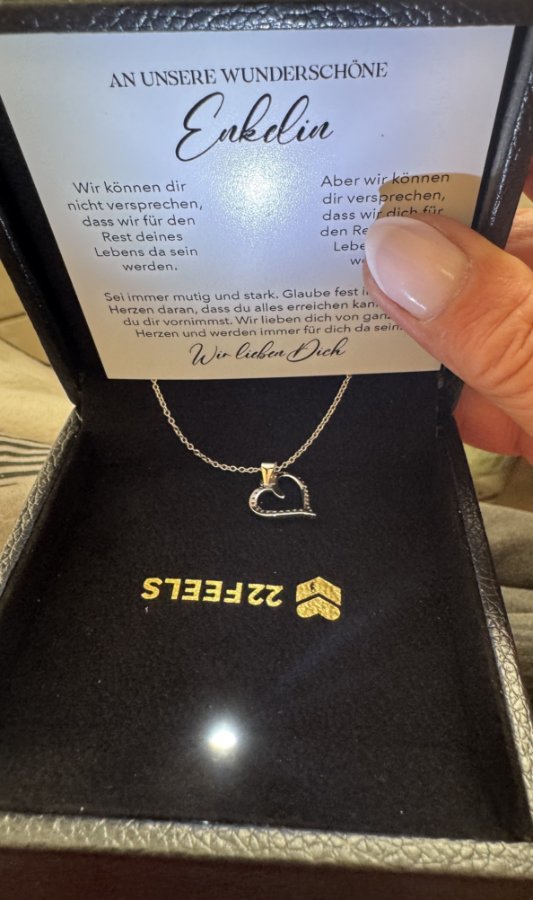 AN UNSERE WUNDERSCHÖNE
Enkelin
Wir können dir
nicht versprechen,
dass wir für den
Rest deines
Lebens da sein
werden.
Aber wir können
dir versprechen,
dass wir dich für
den
Sei immer mutig und stark. Glaube fest
Herzen daran, dass du alles erreichen
du dir vornimmst. Wir lieben dich von
Herzen und werden immer für dich da sein.
Wir lieben Dich
22FEELS